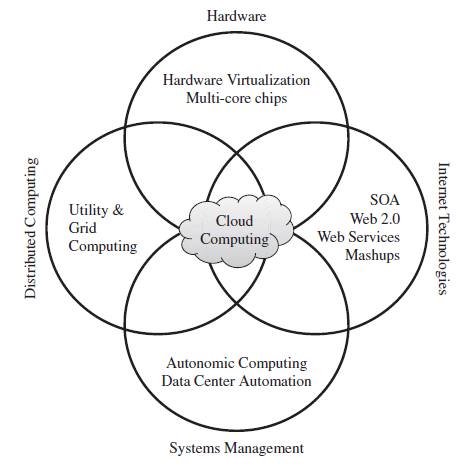 Hardware
Hardware Virtualization
Multi-core chips
Distributed Computing
Utility &
Grid
Computing
Cloud
Computing
SOA
Web 2.0
Web Services
Mashups
Internet Technologies
Autonomic Computing
Data Center Automation
Systems Management